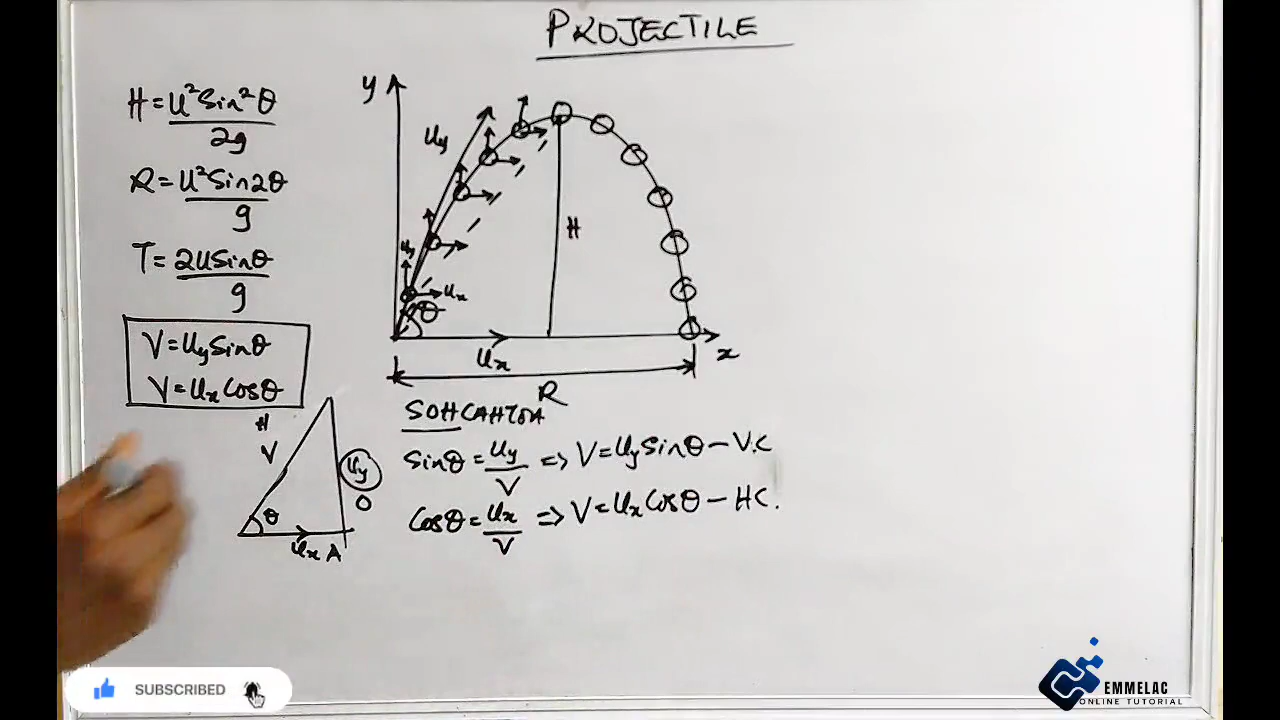 PROJECTILE
H = u²Sin²θ
2g
R = u²Sin2θ
g
T = 2uSinθ
g
V = uySinθ
V = uxCosθ
y
uy
uy
ux
θ
H
ux
x
R
H
V
uy
O
θ
ux A
SOHCAHTOA
Sinθ = uy/V => V = uySinθ - V.C
Cosθ = ux/V => V = uxCosθ - HC.
SUBSCRIBED
EMMELAC
ONLINE TUTORIAL